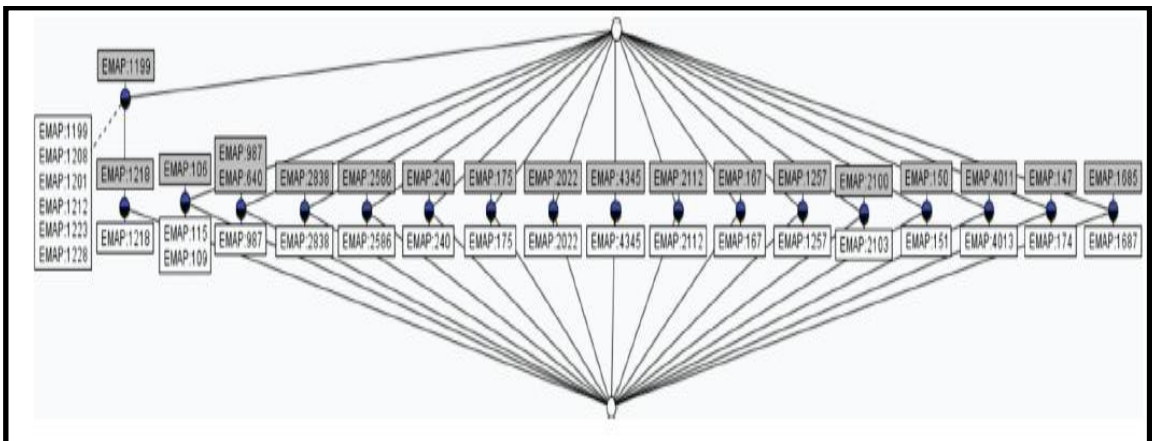 EMAP:1199
EMAP:1199
EMAP:1208
EMAP:1201
EMAP:1212
EMAP:1223
EMAP:1228
EMAP:1218
EMAP:106
EMAP:987
EMAP:640
EMAP:2838
EMAP:2586
EMAP:240
EMAP:175
EMAP:2022
EMAP:4345
EMAP:2112
EMAP:167
EMAP:1257
EMAP:2100
EMAP:150
EMAP:4011
EMAP:147
EMAP:1685
EMAP:1218
EMAP:115
EMAP:109
EMAP:987
EMAP:2838
EMAP:2586
EMAP:240
EMAP:175
EMAP:2022
EMAP:4345
EMAP:2112
EMAP:167
EMAP:1257
EMAP:2103
EMAP:151
EMAP:4013
EMAP:174
EMAP:1687